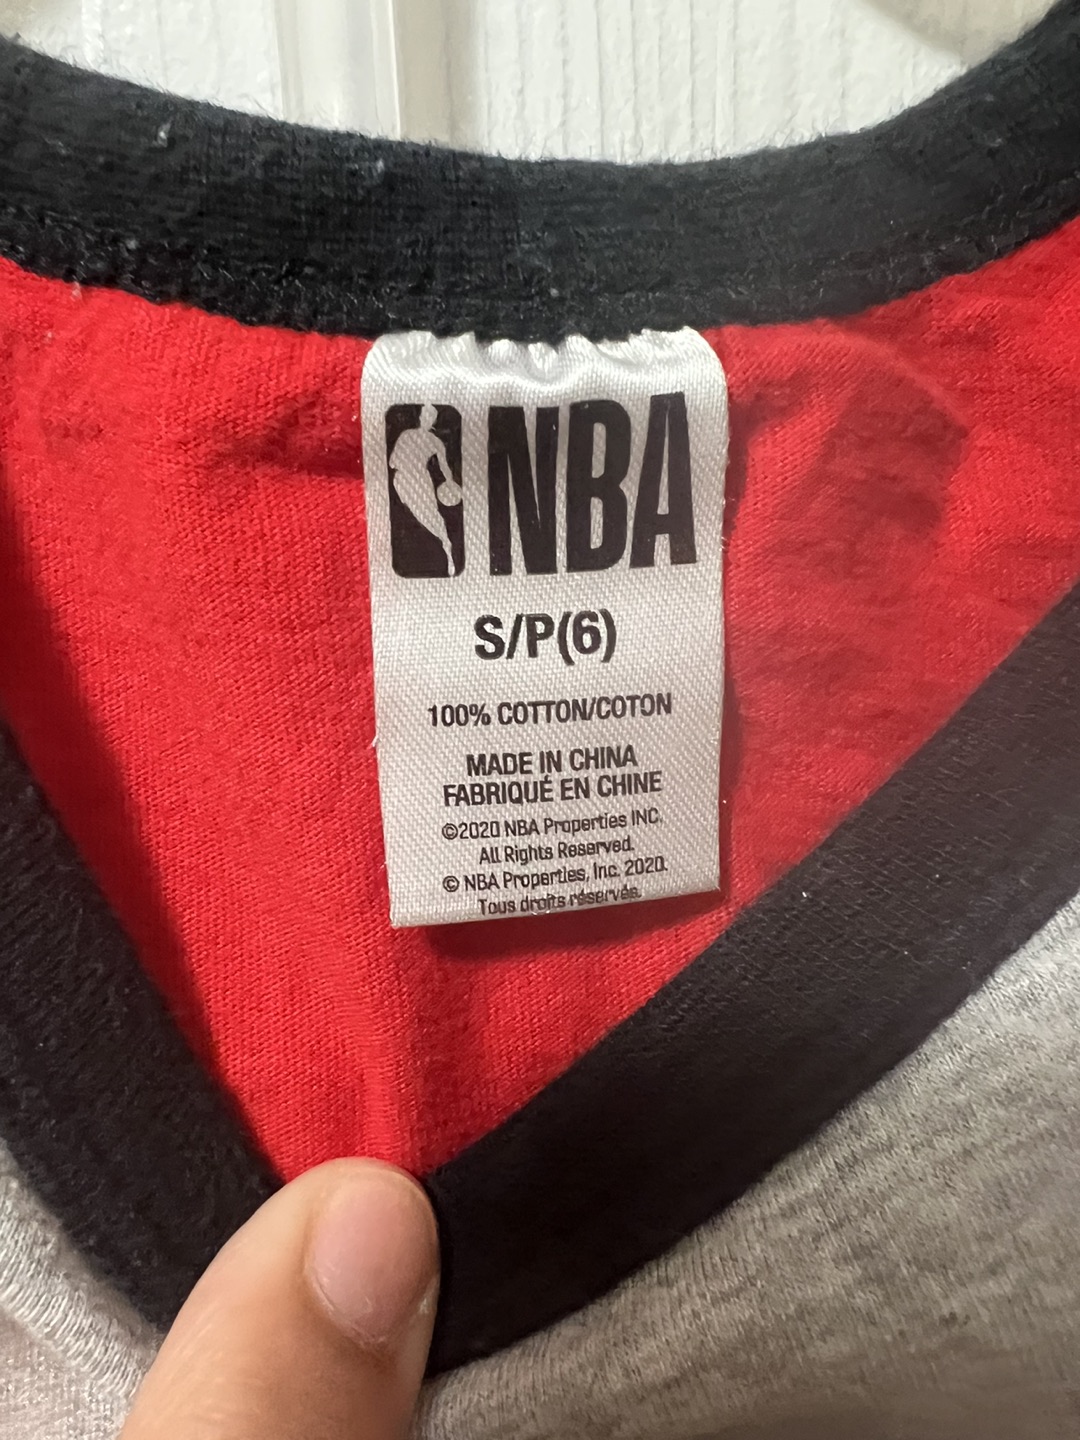 NBA
S/P(6)
100% COTTON/COTON
MADE IN CHINA
FABRIQUÉ EN CHINE
©2020 NBA Properties INC.
All Rights Reserved.
© NBA Properties, Inc. 2020.
Tous droits réservés.